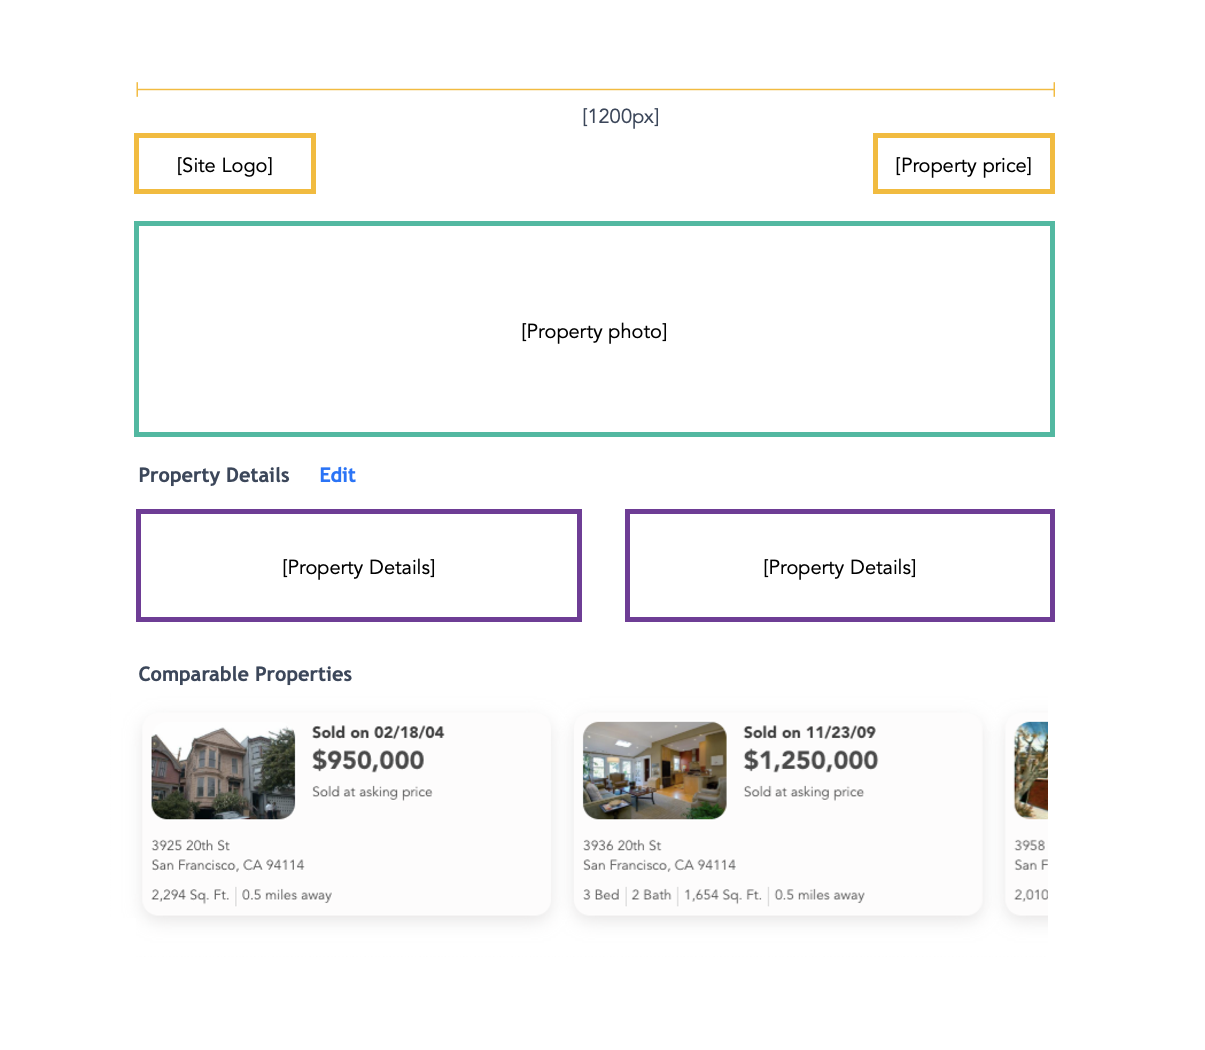 [1200px]
[Site Logo]
[Property price]
[Property photo]
Property Details Edit
[Property Details]
[Property Details]
Comparable Properties
Sold on 02/18/04
$950,000
Sold at asking price
3925 20th St
San Francisco, CA 94114
2,294 Sq. Ft. | 0.5 miles away
Sold on 11/23/09
$1,250,000
Sold at asking price
3936 20th St
San Francisco, CA 94114
3 Bed | 2 Bath | 1,654 Sq. Ft. | 0.5 miles away
3958
San F
2,010